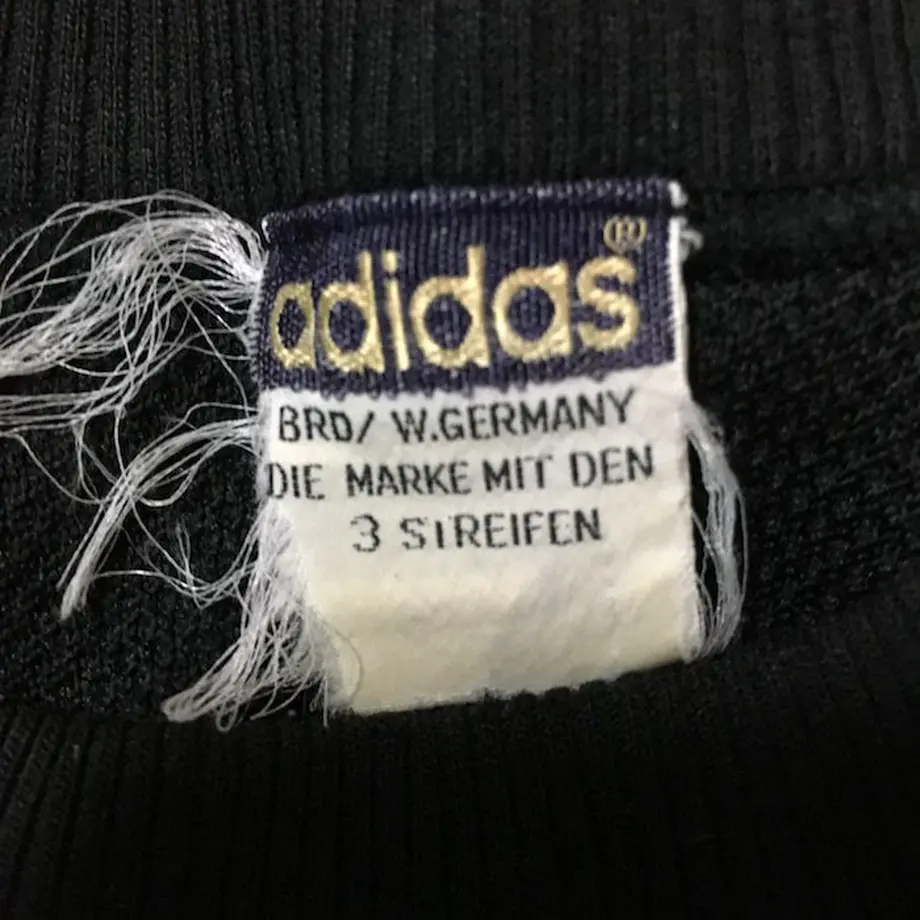 adidas®
BRD/ W.GERMANY
DIE MARKE MIT DEN
3 STREIFEN